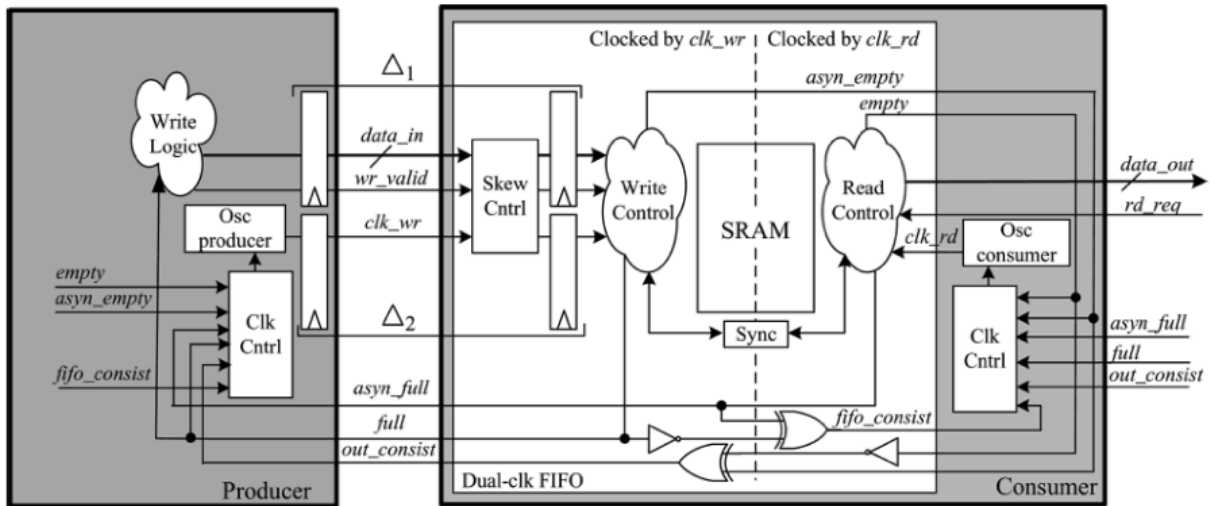 Clocked by clk_wr
Clocked by clk_rd
Δ1
asyn_empty
empty
Write
Logic
data_in
wr_valid
Skew
Cntrl
Write
Control
SRAM
Read
Control
data_out
rd_req
Osc
producer
clk_wr
clk_rd
Osc
consumer
empty
asyn_empty
Clk
Cntrl
Δ2
Sync
Clk
Cntrl
asyn_full
full
out_consist
fifo_consist
asyn_full
full
fifo_consist
out_consist
Dual-clk FIFO
Producer
Consumer